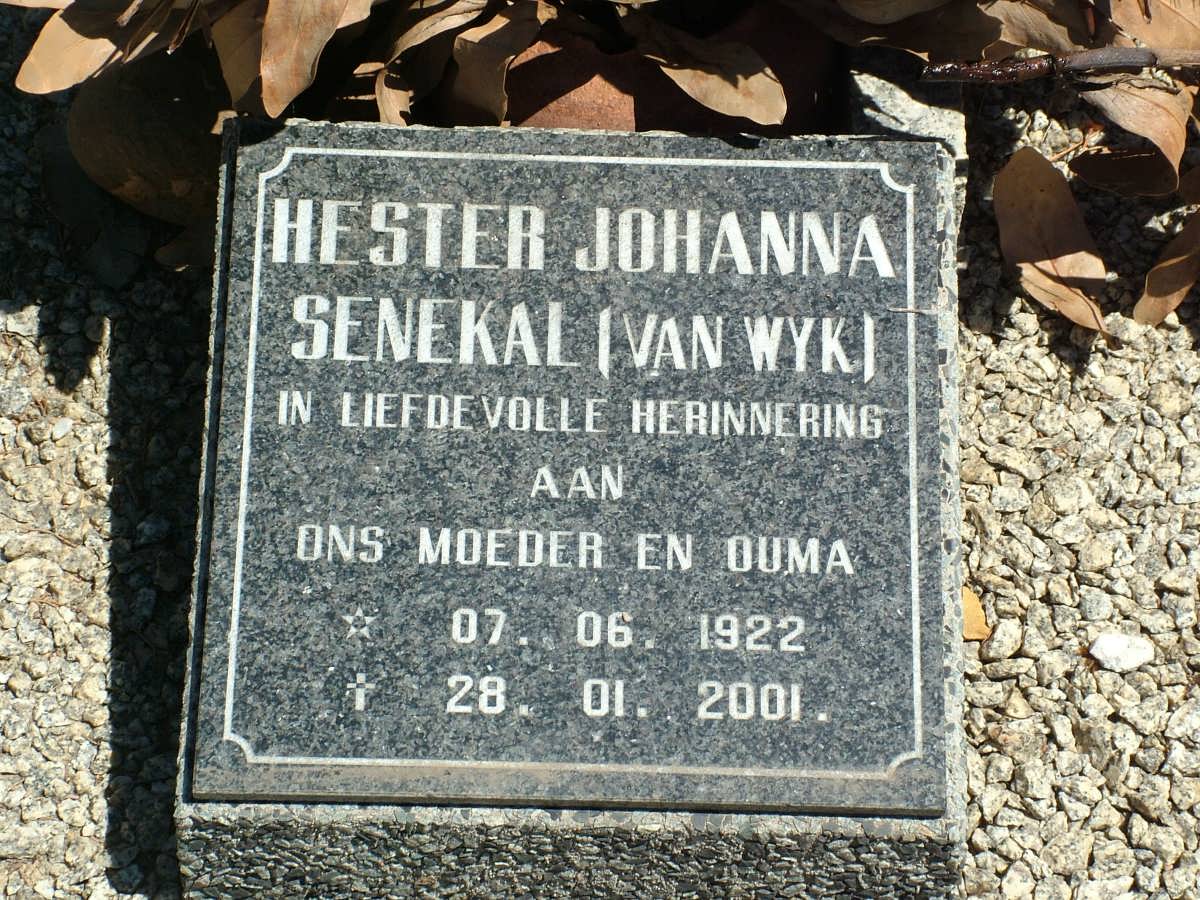 HESTER JOHANNA
SENEKAL (VAN WYK)
IN LIEFDEVOLLE HERINNERING
AAN
ONS MOEDER EN OUMA
☆ 07. 06. 1922
✝ 28. 01. 2001.